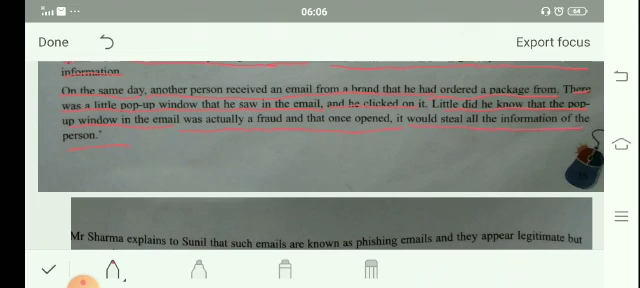 06:06
64
Done
Export focus
information.
On the same day, another person received an email from a brand that he had ordered a package from. There
was a little pop-up window that he saw in the email, and he clicked on it. Little did he know that the pop-
up window in the email was actually a fraud and that once opened, it would steal all the information of the
person."
Mr Sharma explains to Sunil that such emails are known as phishing emails and they appear legitimate but